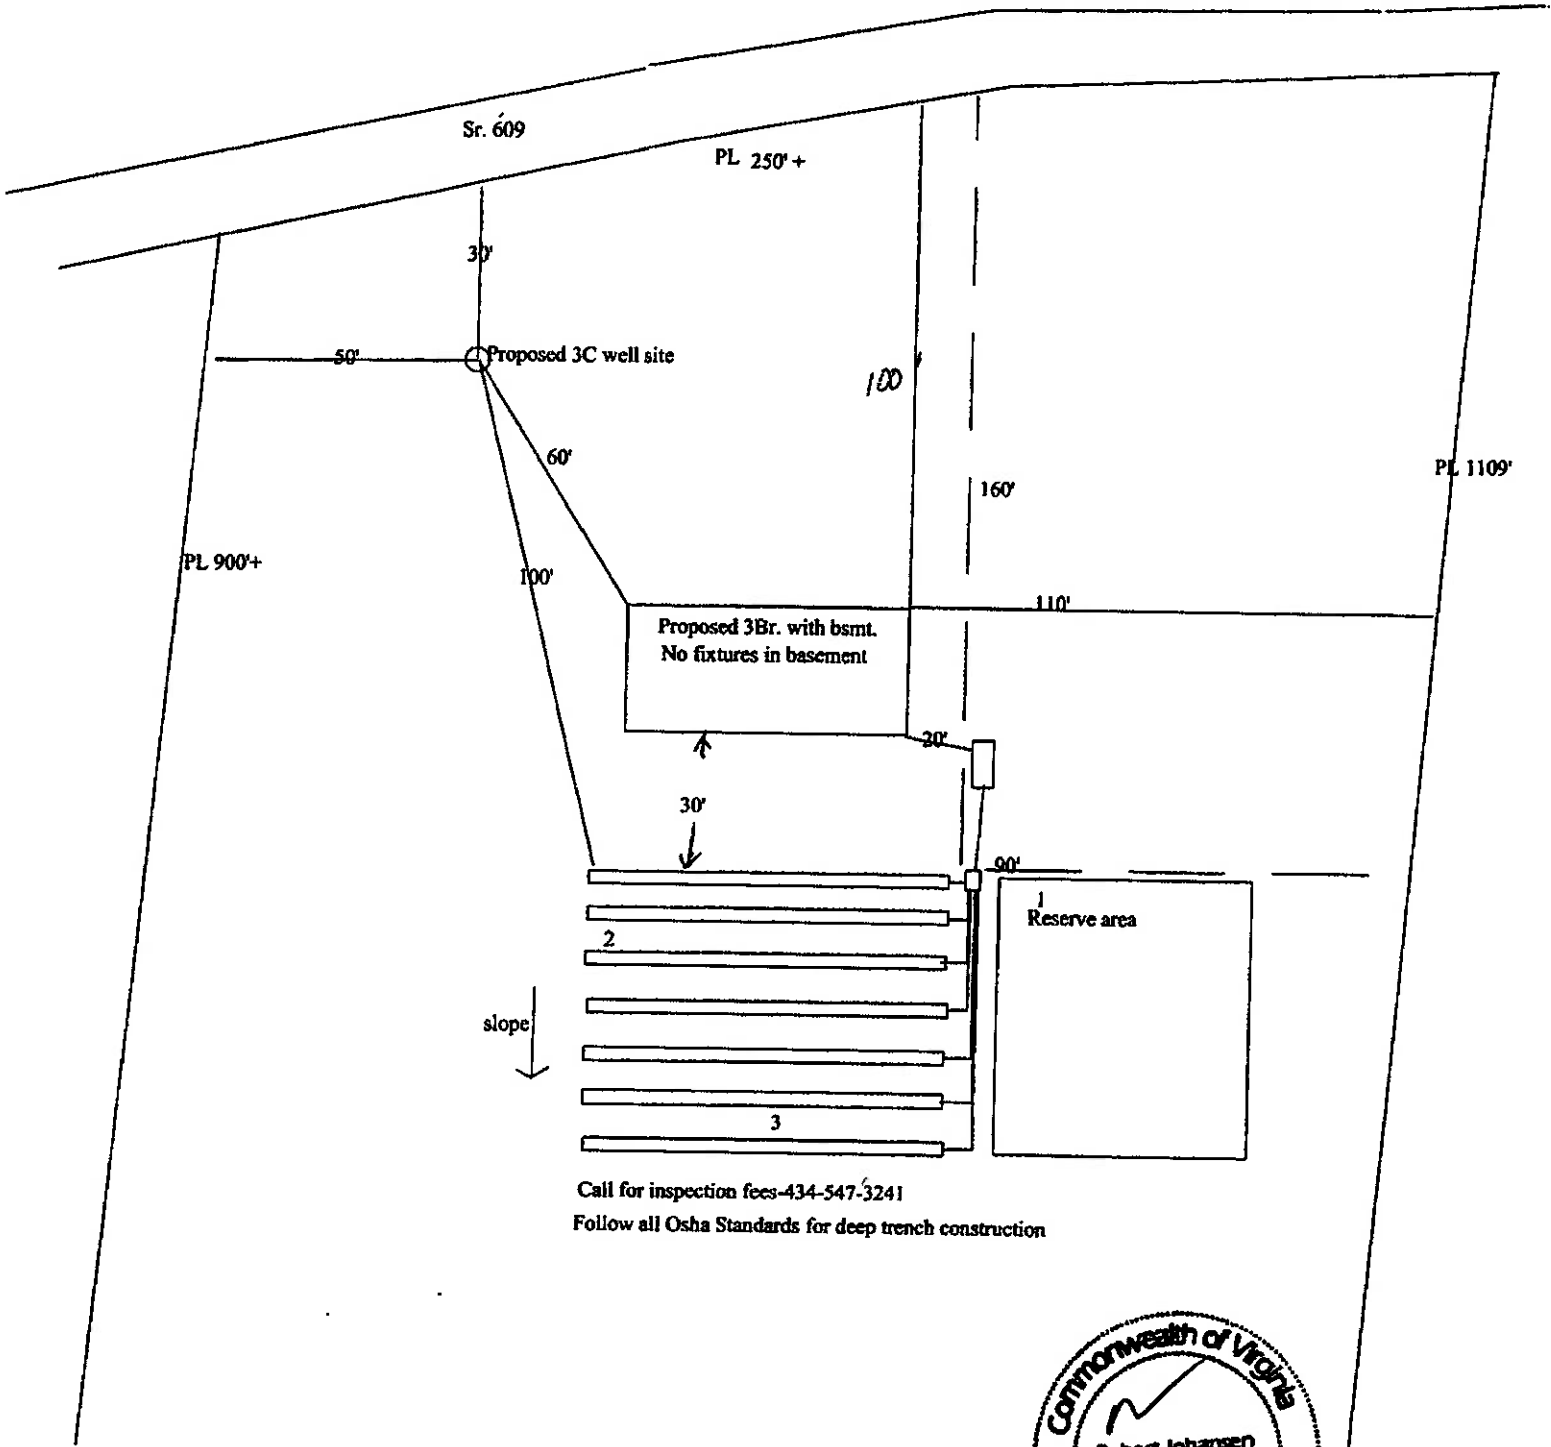 Sr. 609
PL 250'+
30'
50'
Proposed 3C well site
100
60'
PL 1109'
160'
PL 900'+
100'
110'
Proposed 3Br. with bsmt.
No fixtures in basement
20'
30'
90'
1
Reserve area
2
slope
3
Call for inspection fees-434-547-3241
Follow all Osha Standards for deep trench construction
Commonwealth of Virginia
Johansen